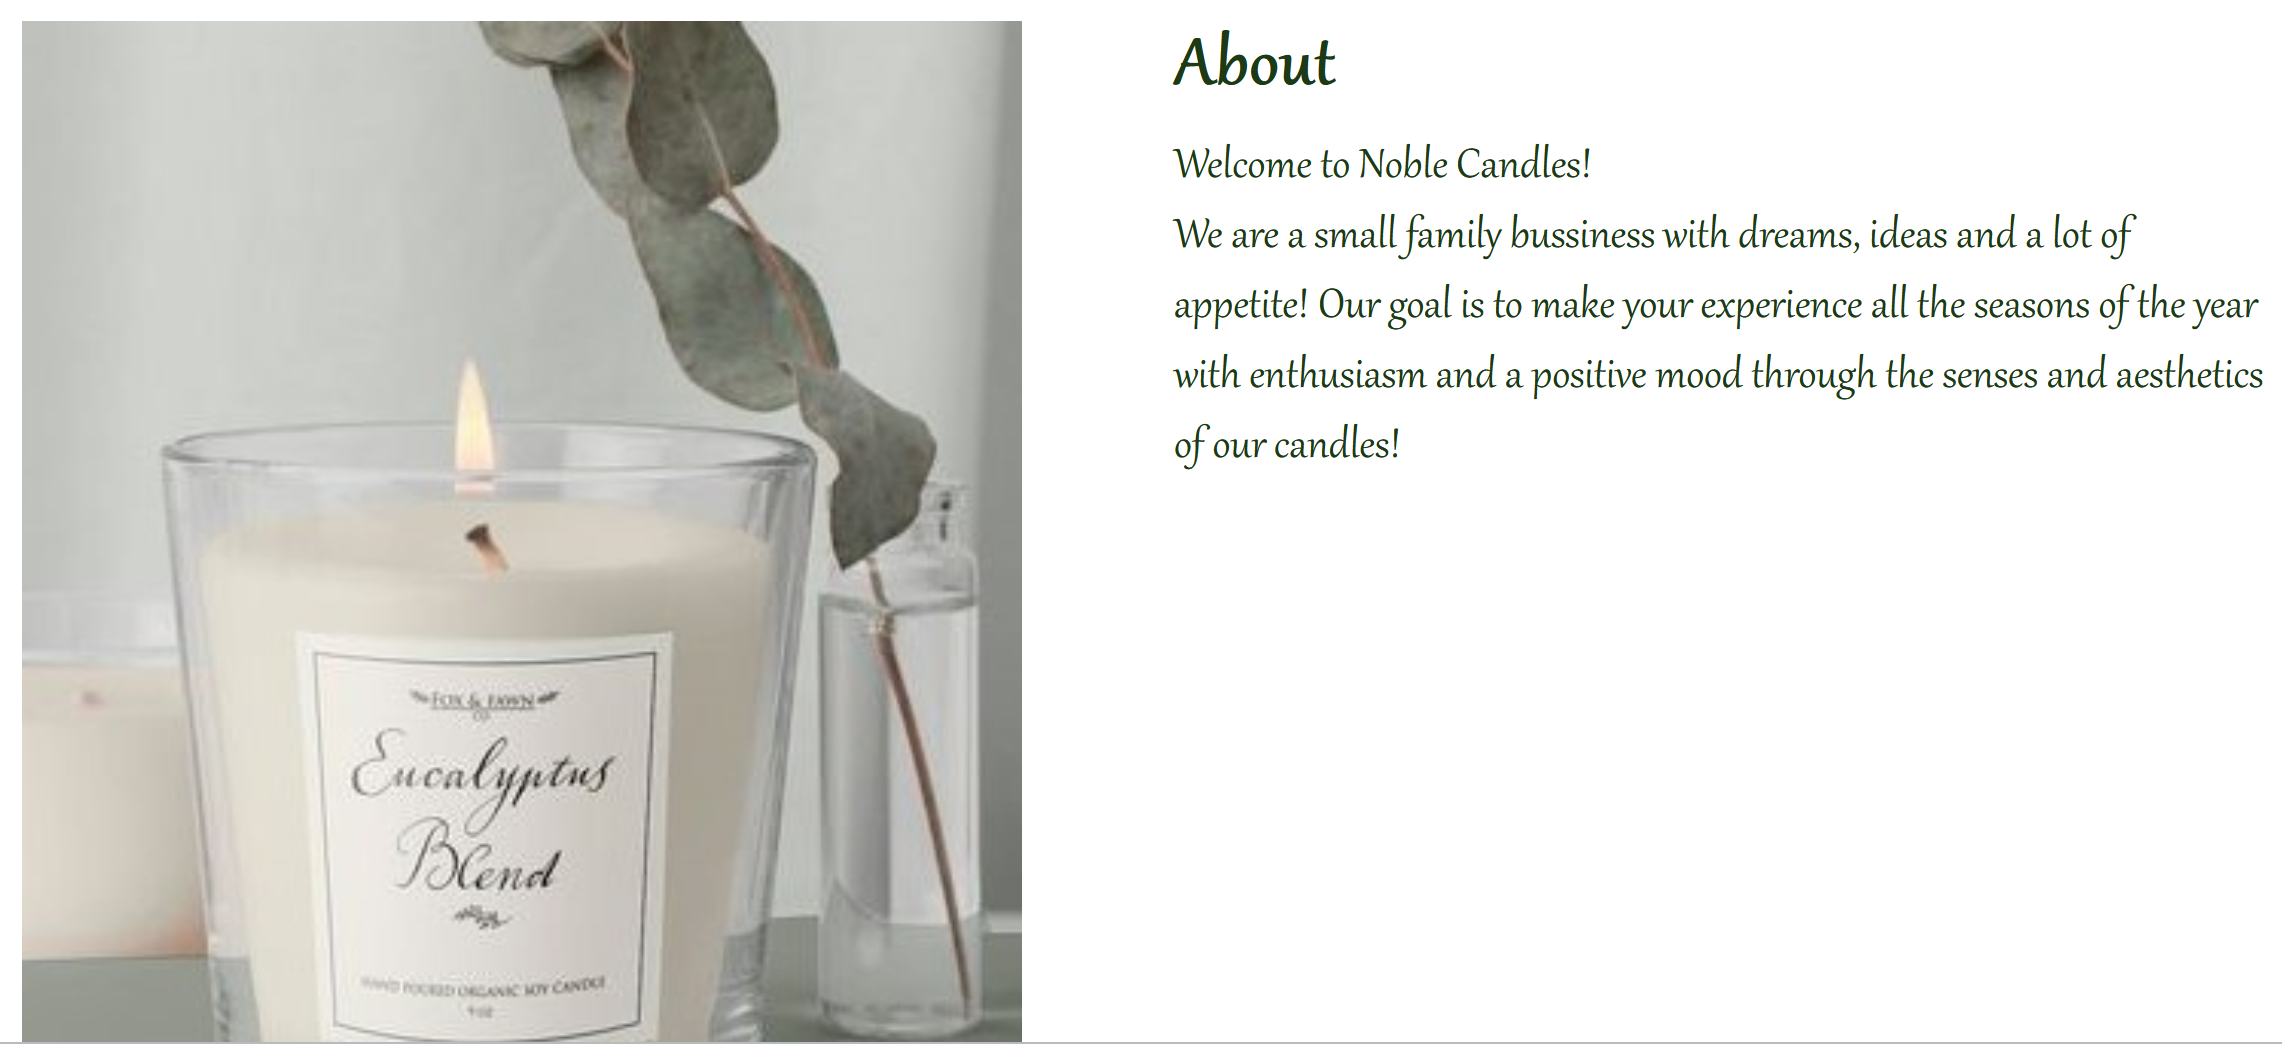 About
Welcome to Noble Candles!
We are a small family bussiness with dreams, ideas and a lot of
appetite! Our goal is to make your experience all the seasons of the year
with enthusiasm and a positive mood through the senses and aesthetics
of our candles!
FOX & FAWN
CO
Eucalyptus
Blend
HAND POURED ORGANIC SOY CANDLE
9 OZ